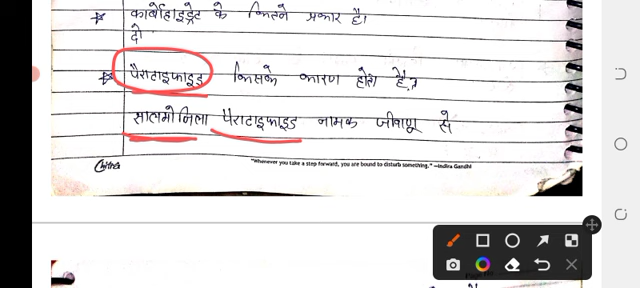 * कार्बोहाइड्रेट के कितने प्रकार है।
दो
* पैराटाइफाइड किसके कारण होता है,
सालमोनिला पैराटाइफाइड नामक जीवाणू से
"Whenever you take a step forward, you are bound to disturb something." —Indira Gandhi